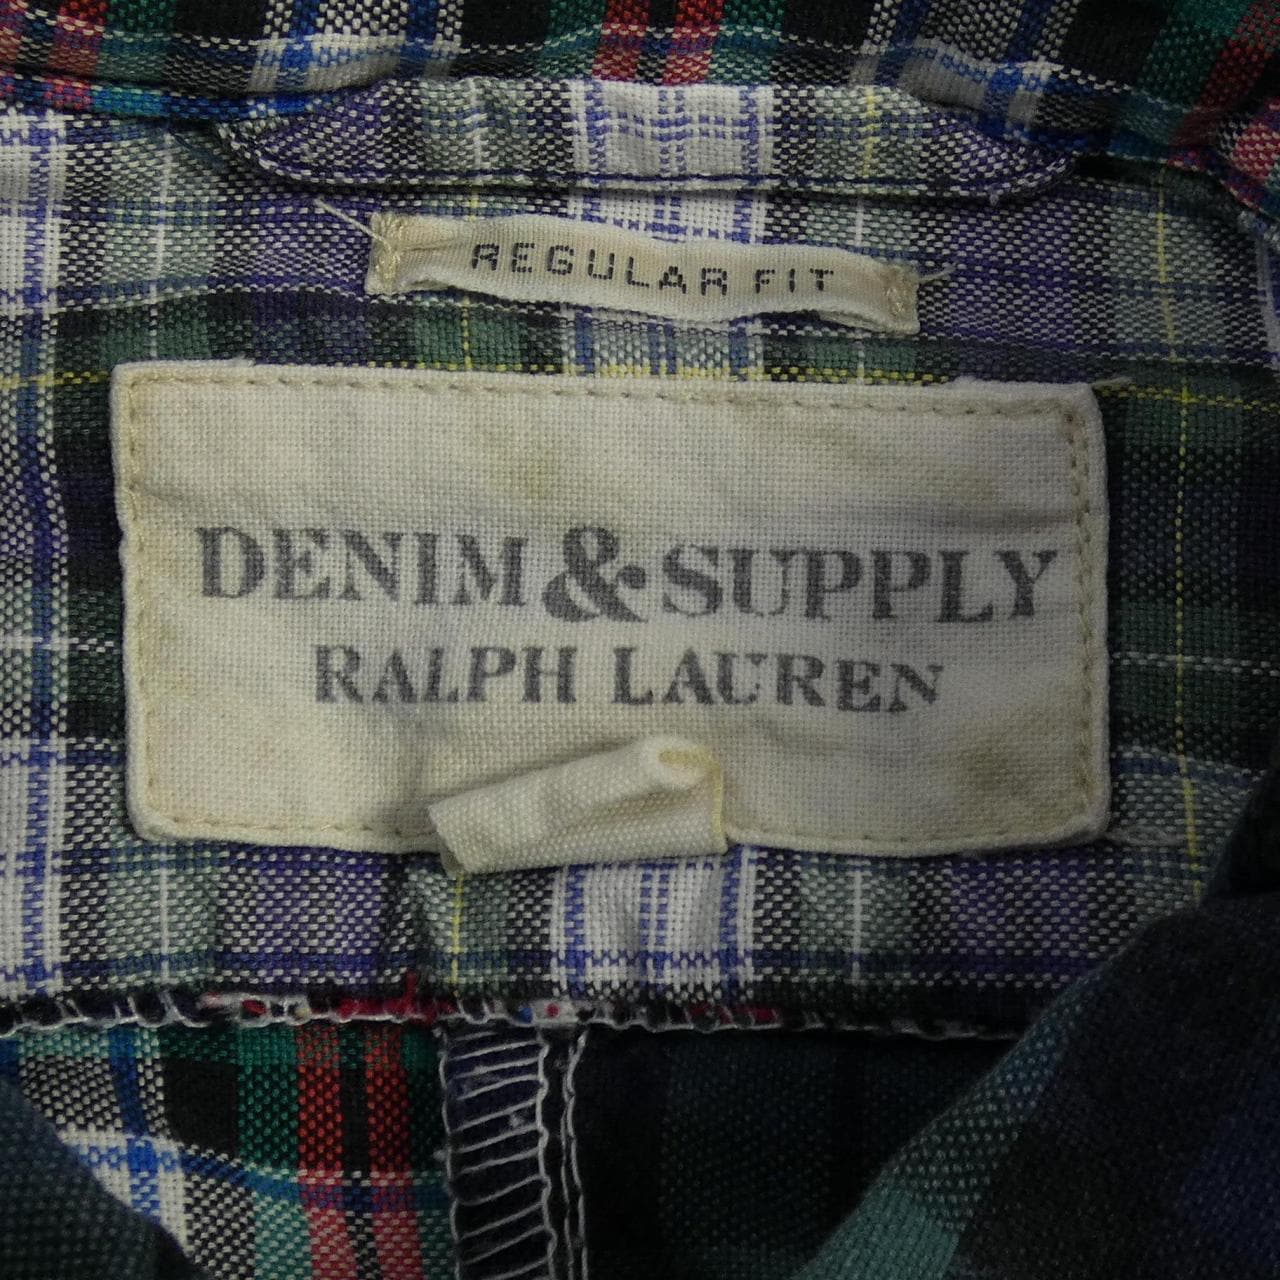 REGULAR FIT
DENIM & SUPPLY
RALPH LAUREN